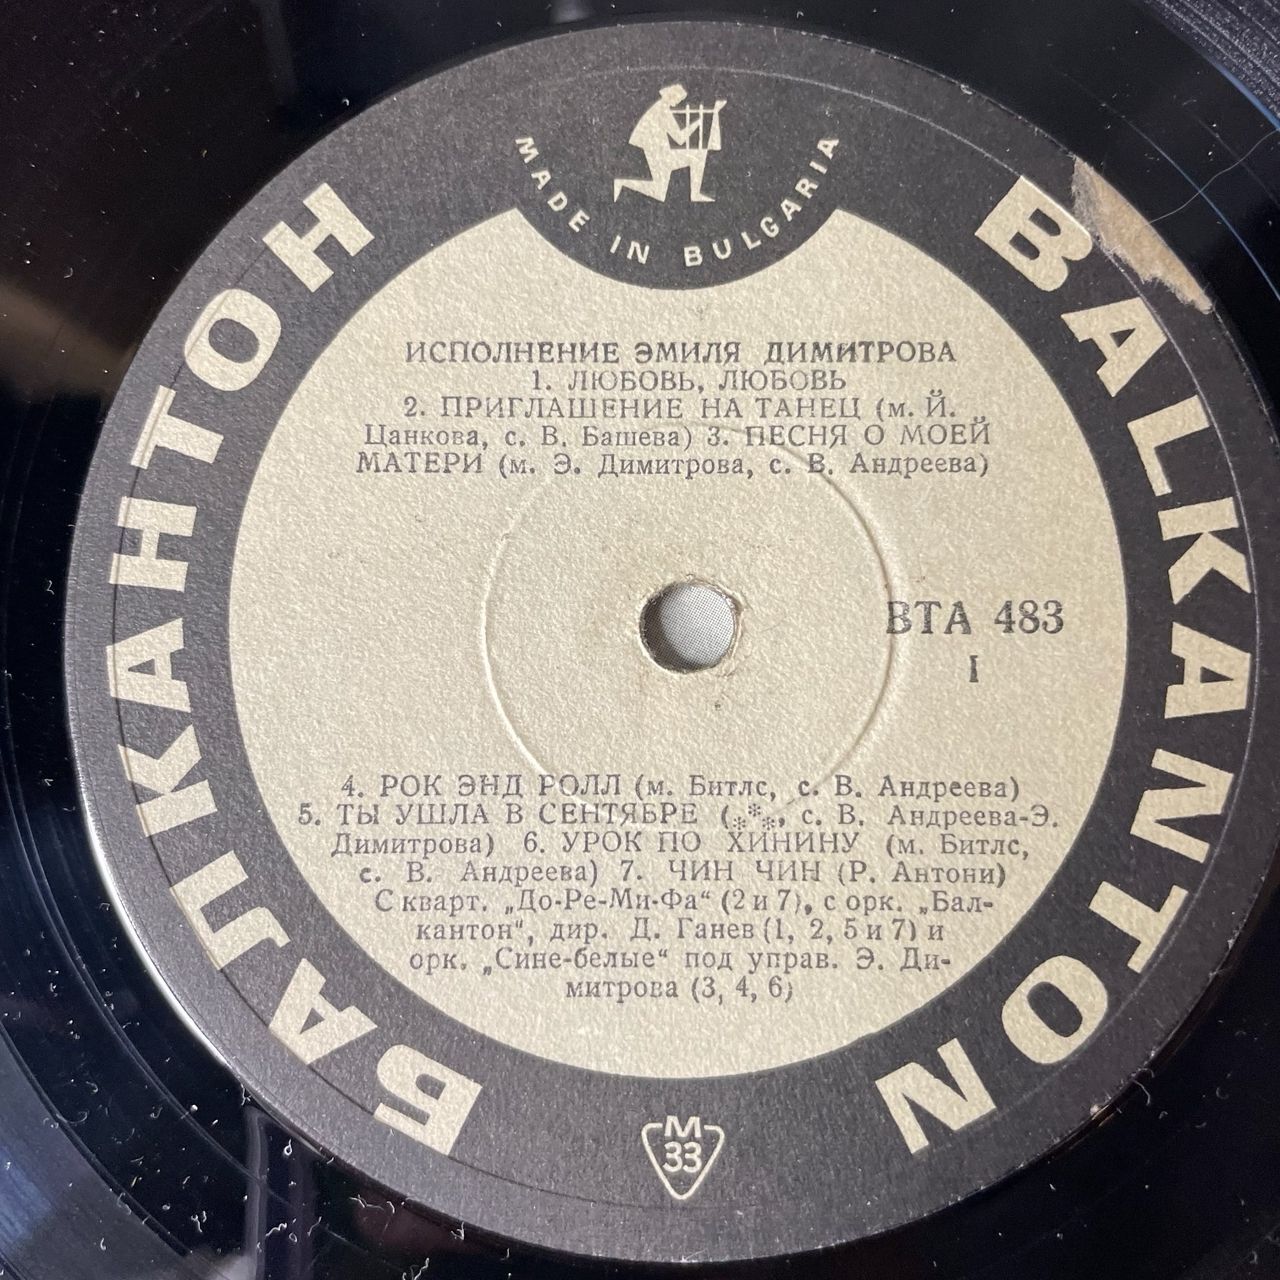 MADE IN BULGARIA
БАЛКАНТОН
BALKANTON
ИСПОЛНЕНИЕ ЭМИЛЯ ДИМИТРОВА
1. ЛЮБОВЬ, ЛЮБОВЬ
2. ПРИГЛАШЕНИЕ НА ТАНЕЦ (м. Й.
Цанкова, с. В. Башева) 3. ПЕСНЯ О МОЕЙ
МАТЕРИ (м. Э. Димитрова, с. В. Андреева)
ВТА 483
I
4. РОК ЭНД РОЛЛ (м. Битлс, с. В. Андреева)
5. ТЫ УШЛА В СЕНТЯБРЕ (***, с. В. Андреева-Э.
Димитрова) 6. УРОК ПО ХИНИНУ (м. Битлс,
с. В. Андреева) 7. ЧИН ЧИН (Р. Антони)
С кварт. „До-Ре-Ми-Фа“ (2 и 7), с орк. „Бал-
кантон“, дир. Д. Ганев (1, 2, 5 и 7) и
орк. „Сине-белые“ под управ. Э. Ди-
митрова (3, 4, 6)
М
33